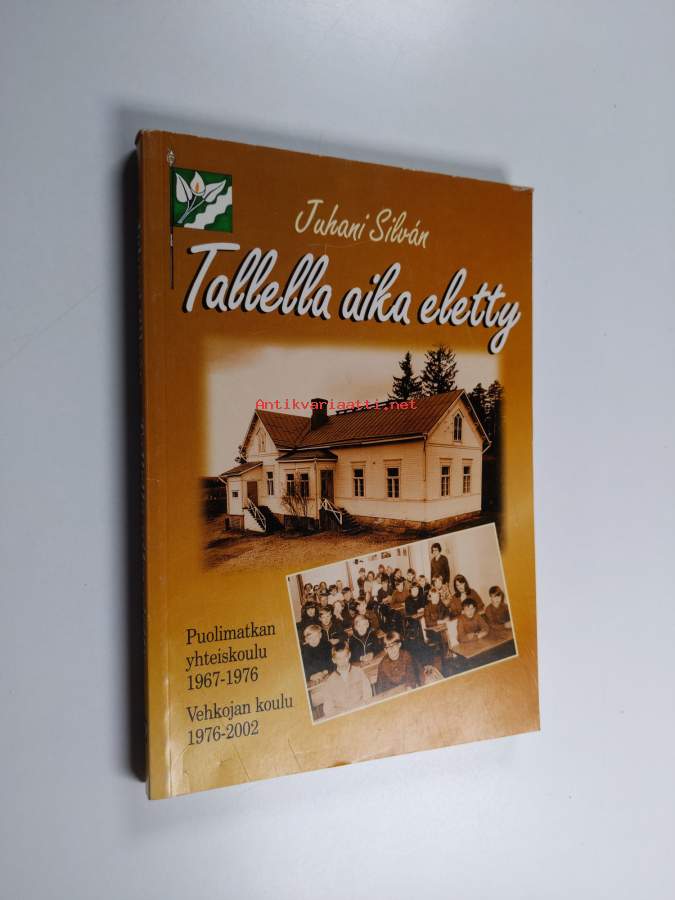 Juhani Silván
Tallella aika eletty
Antikvariaatti.net
Puolimatkan
yhteiskoulu
1967-1976
Vehkojan koulu
1976-2002